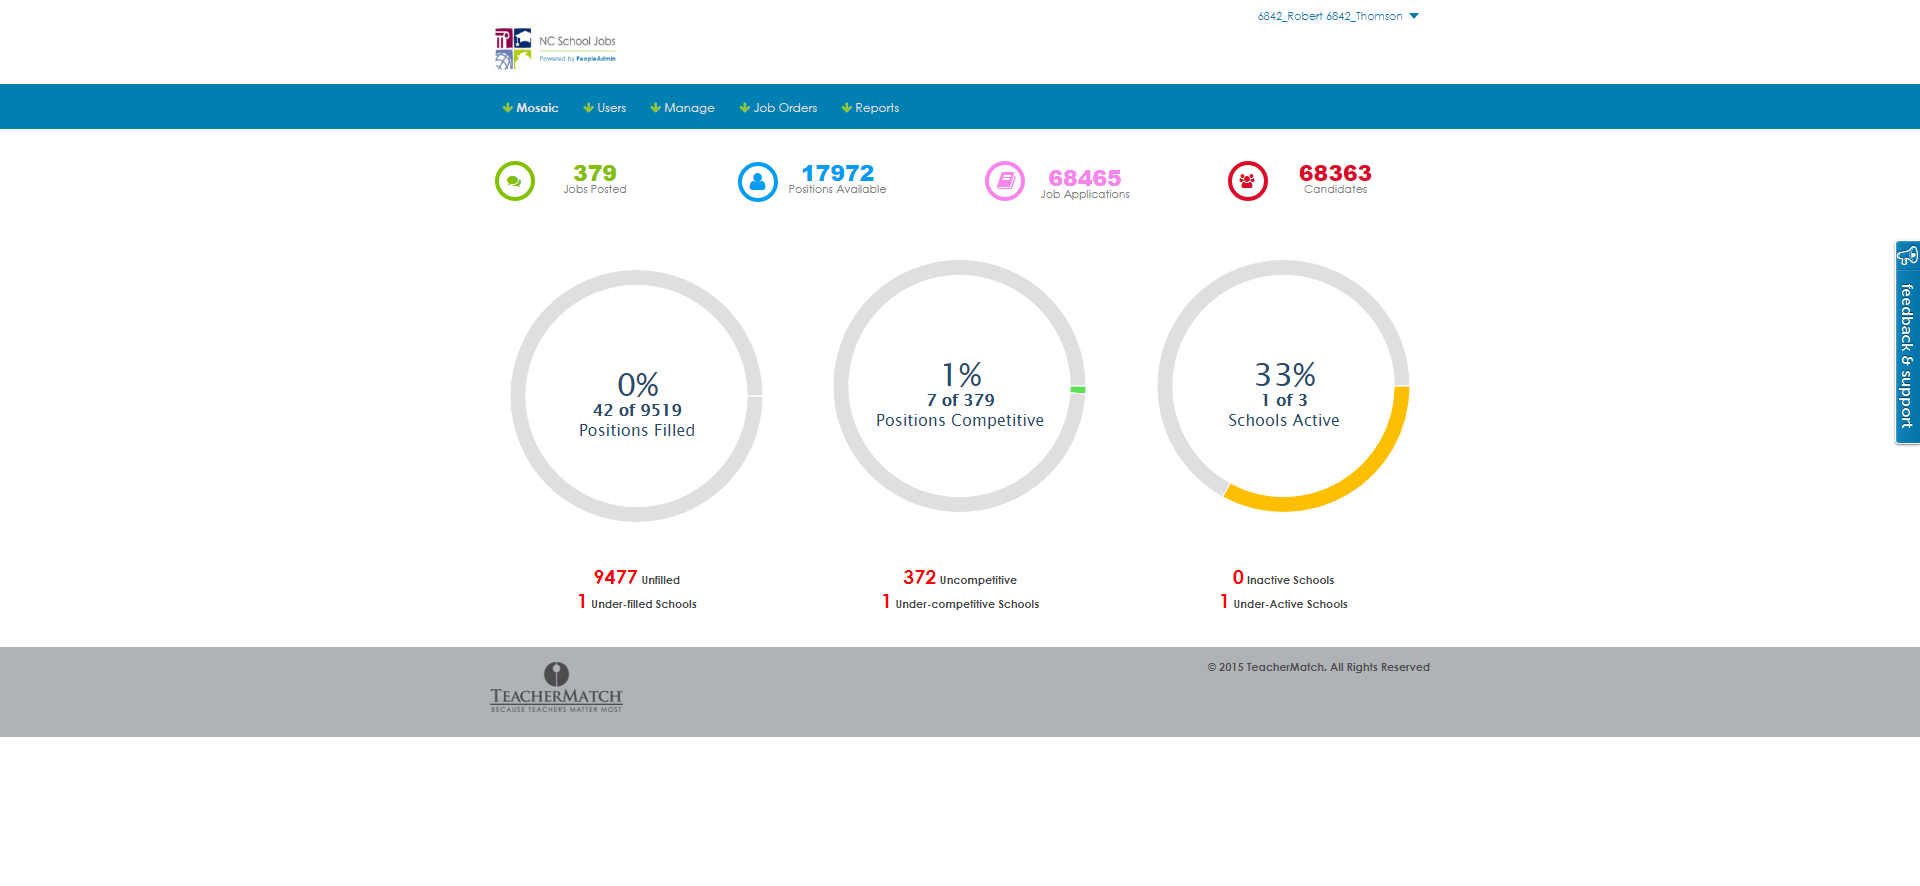 6842_Robert 6842_Thomson
NC School Jobs
Powered by PeopleAdmin
Mosaic Users Manage Job Orders Reports
379
Jobs Posted
17972
Positions Available
68465
Job Applications
68363
Candidates
0%
42 of 9519
Positions Filled
1%
7 of 379
Positions Competitive
33%
1 of 3
Schools Active
feedback & support
9477 Unfilled
1 Under-filled Schools
372 Uncompetitive
1 Under-competitive Schools
0 Inactive Schools
1 Under-Active Schools
TEACHERMATCH
BECAUSE TEACHERS MATTER MOST
© 2015 TeacherMatch. All Rights Reserved